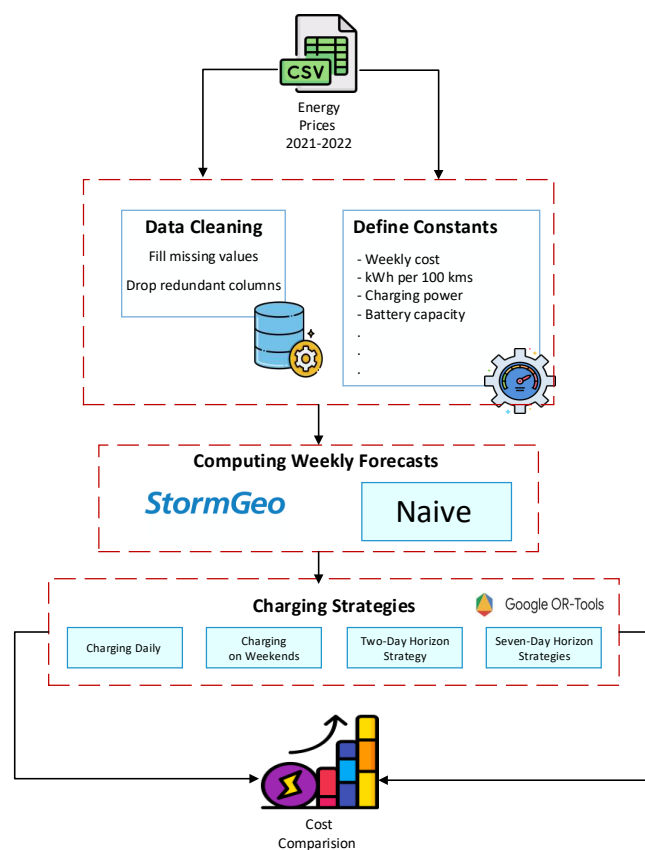 CSV
Energy
Prices
2021-2022
Data Cleaning
Fill missing values
Drop redundant columns
Define Constants
- Weekly cost
- kWh per 100 kms
- Charging power
- Battery capacity
.
.
.
Computing Weekly Forecasts
StormGeo
Naive
Charging Strategies
Google OR-Tools
Charging Daily
Charging
on Weekends
Two-Day Horizon
Strategy
Seven-Day Horizon
Strategies
Cost
Comparision